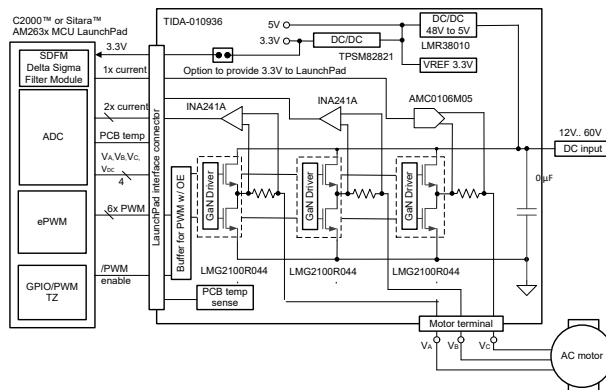 C2000™ or Sitara™
AM263x MCU LaunchPad
TIDA-010936
5V
3.3V
DC/DC
48V to 5V
LMR38010
DC/DC
TPSM82821
VREF 3.3V
3.3V
Option to provide 3.3V to LaunchPad
SDFM
Delta Sigma
Filter Module
1x current
2x current
ADC
PCB temp
VA,VB,VC,
VDC
4
ePWM
6x PWM
GPIO/PWM
TZ
/PWM
enable
LaunchPad interface connector
Buffer for PWM w/ OE
INA241A
INA241A
AMC0106M05
GaN Driver
GaN Driver
GaN Driver
LMG2100R044
LMG2100R044
LMG2100R044
PCB temp
sense
12V.. 60V
DC input
0 µF
Motor terminal
VA
VB
VC
AC motor